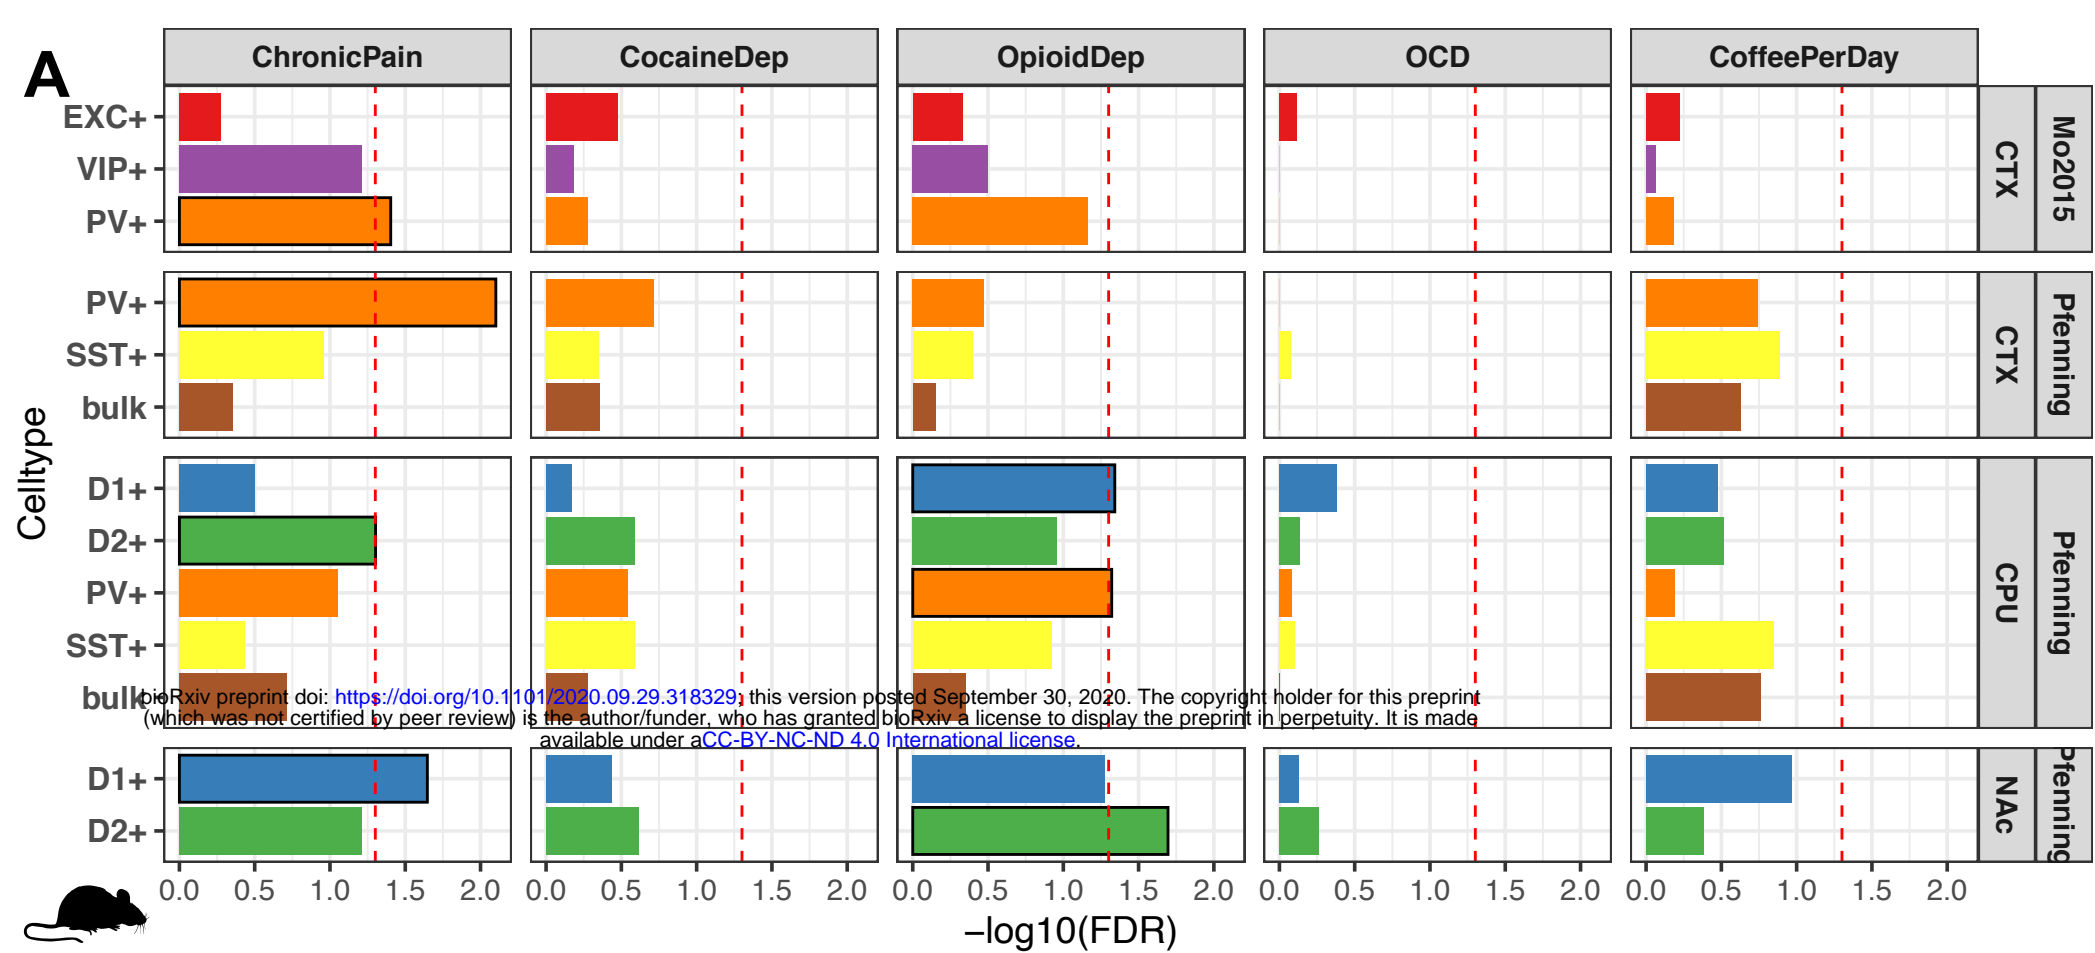 A
ChronicPain CocaineDep OpioidDep OCD CoffeePerDay
EXC+
VIP+
PV+
CTX Mo2015
PV+
SST+
bulk
CTX Pfenning
Celltype
D1+
D2+
PV+
SST+
bulk
CPU Pfenning
bioRxiv preprint doi: https://doi.org/10.1101/2020.09.29.318329; this version posted September 30, 2020. The copyright holder for this preprint
(which was not certified by peer review) is the author/funder, who has granted bioRxiv a license to display the preprint in perpetuity. It is made
available under aCC-BY-NC-ND 4.0 International license.
D1+
D2+
NAc Pfenning
0.0 0.5 1.0 1.5 2.0 0.0 0.5 1.0 1.5 2.0 0.0 0.5 1.0 1.5 2.0 0.0 0.5 1.0 1.5 2.0 0.0 0.5 1.0 1.5 2.0
−log10(FDR)